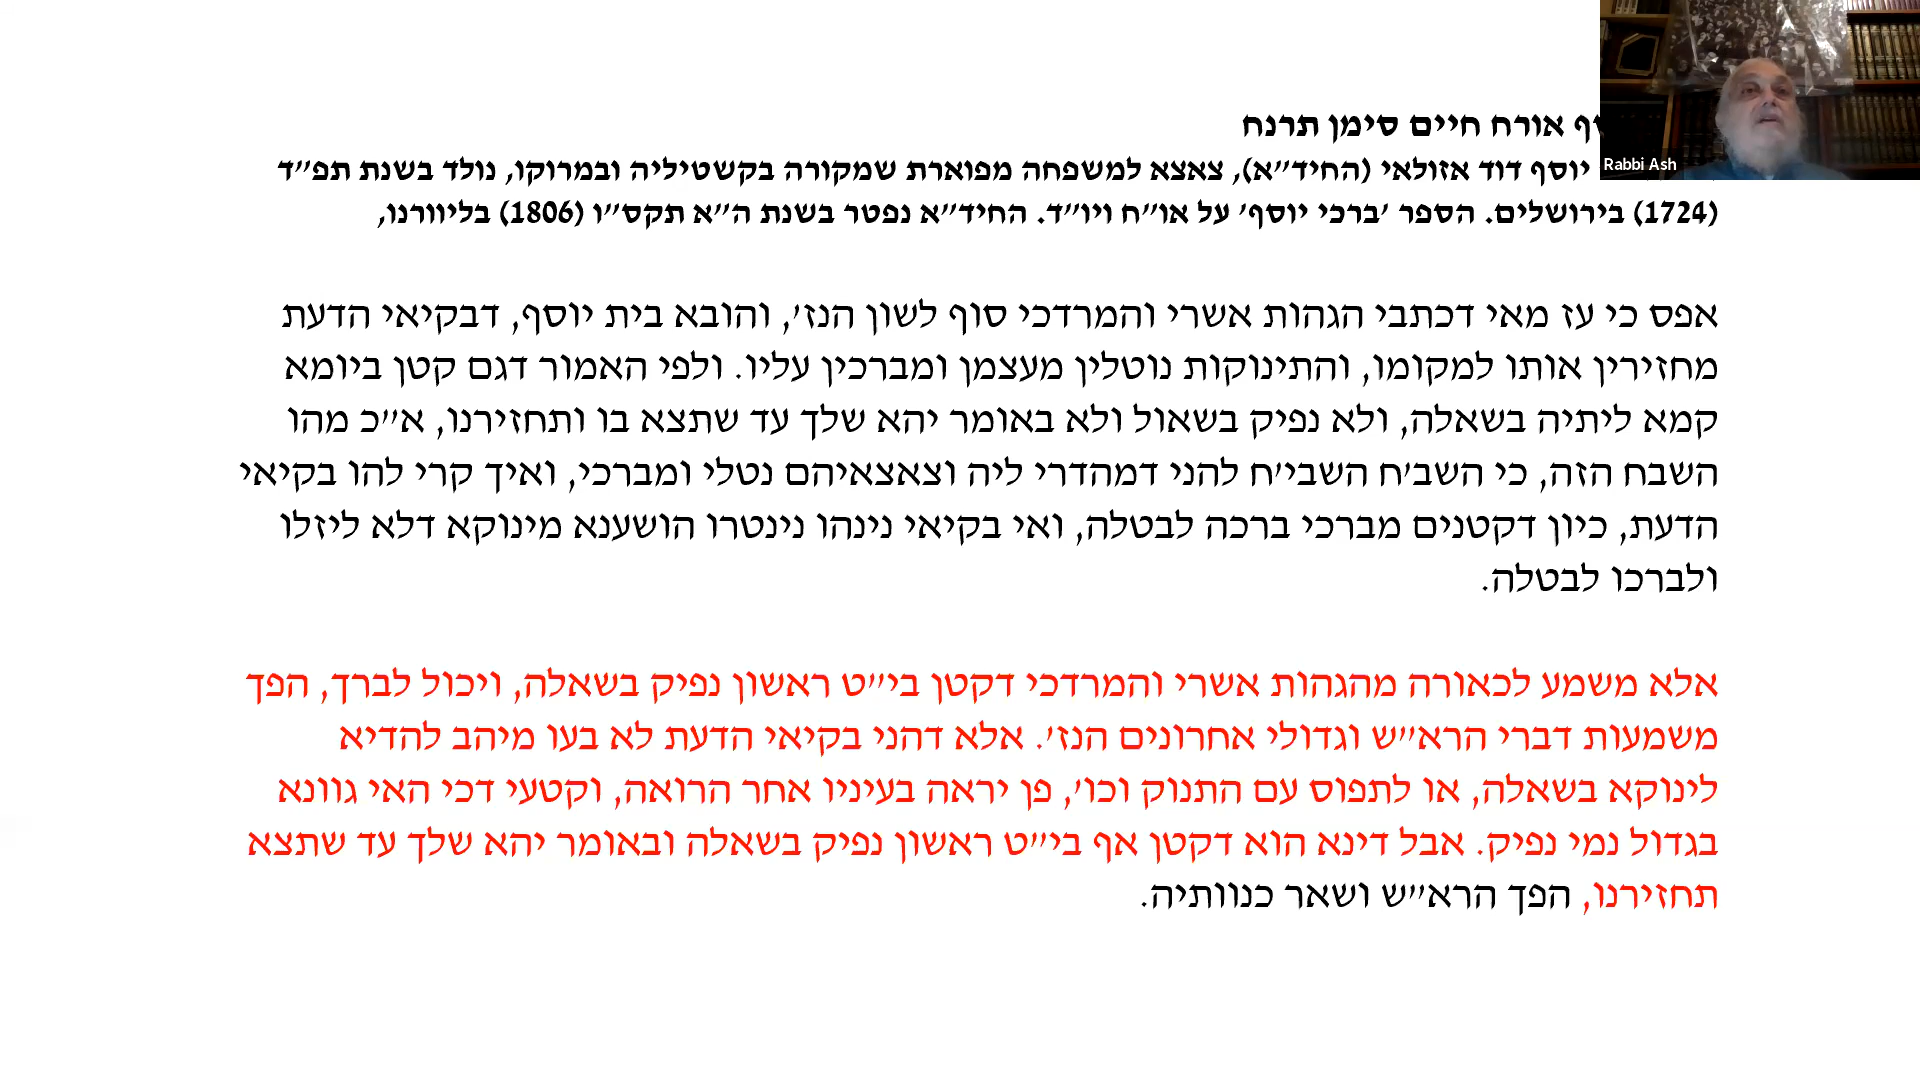 אורח חיים סימן תרנח
יוסף דוד אזולאי (החיד״א), צאצא למשפחה מפוארת שמקורה בקשטיליה ובמרוקו, נולד בשנת תפ״ד
(1724) בירושלים. הספר ׳ברכי יוסף׳ על או״ח ויו״ד. החיד״א נפטר בשנת ה״א תקס״ו (1806) בליוורנו,
אפס כי עז מאי דכתבי הגהות אשרי והמרדכי סוף לשון הנז׳, והובא בית יוסף, דבקיאי הדעת
מחזירין אותו למקומו, והתינוקות נוטלין מעצמן ומברכין עליו. ולפי האמור דגם קטן ביומא
קמא ליתיה בשאלה, ולא נפיק בשאול ולא באומר יהא שלך עד שתצא בו ותחזירנו, א״כ מהו
השבח הזה, כי השב׳ח השבי׳ח להני דמהדרי ליה וצאצאיהם נטלי ומברכי, ואיך קרי להו בקיאי
הדעת, כיון דקטנים מברכי ברכה לבטלה, ואי בקיאי נינהו נינטרו הושענא מינוקא דלא ליזלו
ולברכו לבטלה.
אלא משמע לכאורה מהגהות אשרי והמרדכי דקטן בי״ט ראשון נפיק בשאלה, ויכול לברך, הפך
משמעות דברי הרא״ש וגדולי אחרונים הנז׳. אלא דהני בקיאי הדעת לא בעו מיהב להדיא
לינוקא בשאלה, או לתפוס עם התנוק וכו׳, פן יראה בעיניו אחר הרואה, וקטעי דכי האי גוונא
בגדול נמי נפיק. אבל דינא הוא דקטן אף בי״ט ראשון נפיק בשאלה ובאומר יהא שלך עד שתצא
תחזירנו, הפך הרא״ש ושאר כנוותיה.
Rabbi Ash